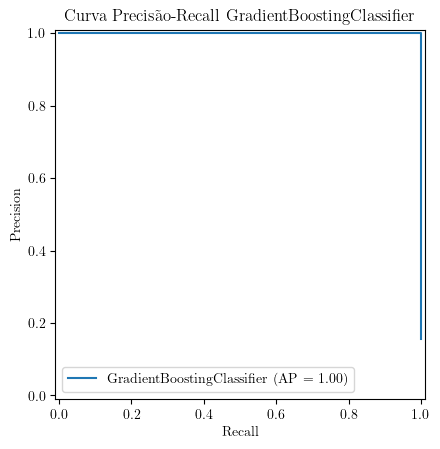 Curva Precisão-Recall GradientBoostingClassifier
1.0
0.8
0.6
0.4
0.2
0.0
Precision
GradientBoostingClassifier (AP = 1.00)
0.0 0.2 0.4 0.6 0.8 1.0
Recall